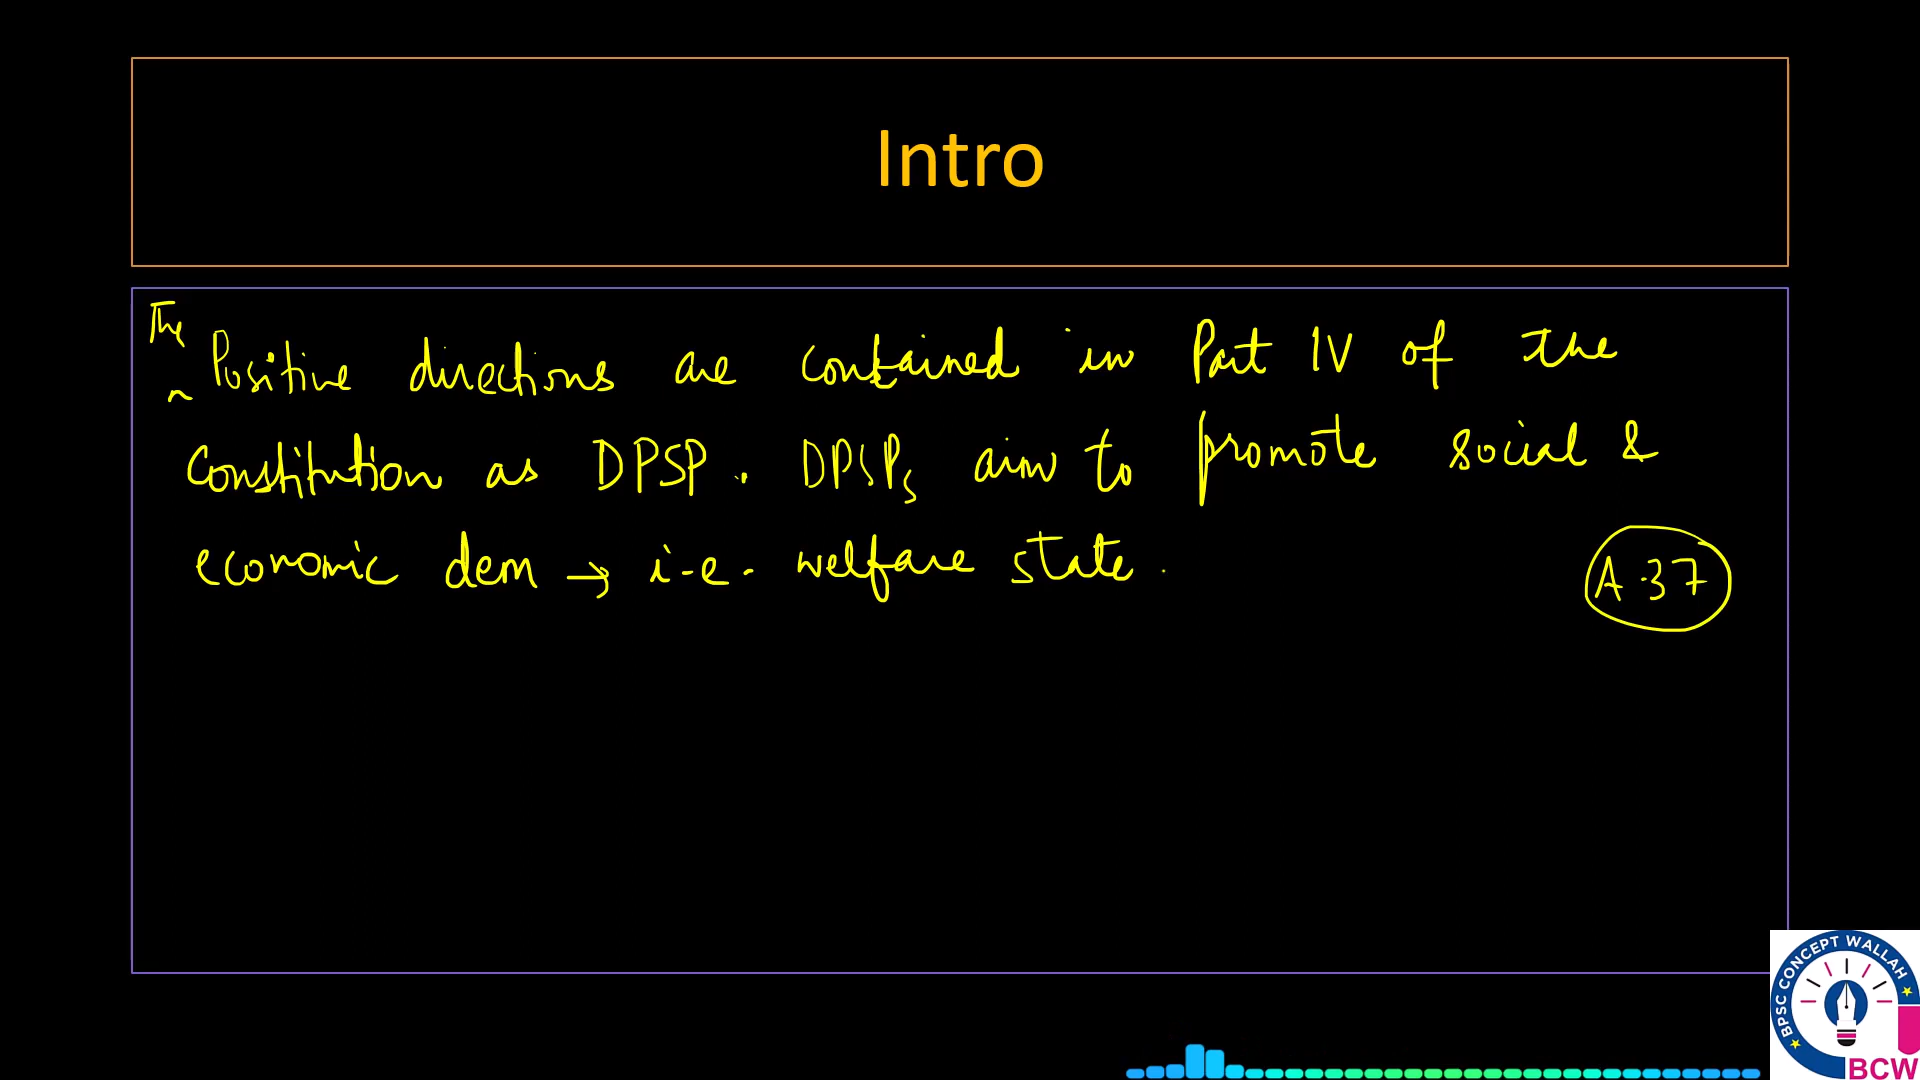 Intro
The
Positive directions are contained in Part IV of the
Constitution as DPSP. DPSPs aim to promote social &
economic dem → i.e. welfare state.
A.37
BPSC CONCEPT WALLAH
BCW